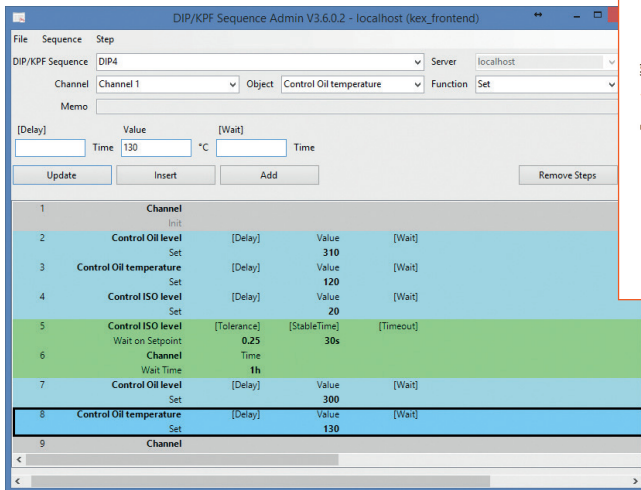 DIP/KPF Sequence Admin V3.6.0.2 - localhost (kex_frontend)
File Sequence Step
DIP/KPF Sequence DIP4 Server localhost
Channel Channel 1 Object Control Oil temperature Function Set
Memo
[Delay] Value [Wait]
Time 130 °C Time
Update Insert Add Remove Steps
1 Channel
Init
2 Control Oil level [Delay] Value [Wait]
Set 310
3 Control Oil temperature [Delay] Value [Wait]
Set 120
4 Control ISO level [Delay] Value [Wait]
Set 20
5 Control ISO level [Tolerance] [StableTime] [Timeout]
Wait on Setpoint 0.25 30s
6 Channel Time
Wait Time 1h
7 Control Oil level [Delay] Value [Wait]
Set 300
8 Control Oil temperature [Delay] Value [Wait]
Set 130
9 Channel